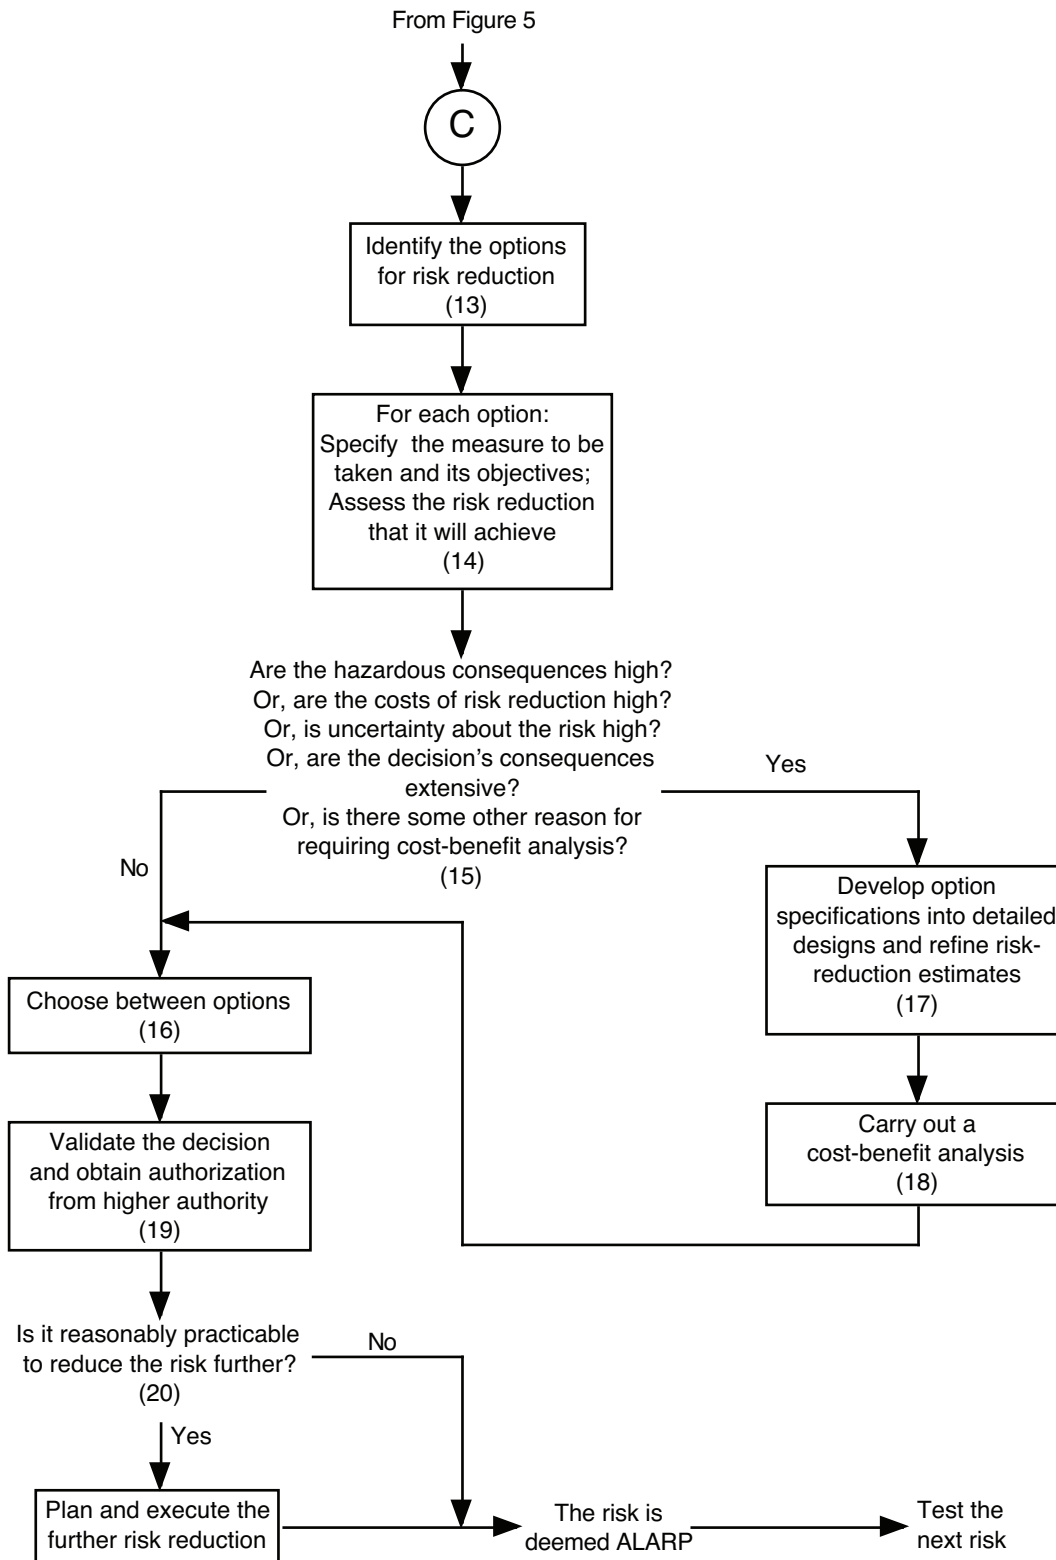 From Figure 5
C
Identify the options
for risk reduction
(13)
For each option:
Specify the measure to be
taken and its objectives;
Assess the risk reduction
that it will achieve
(14)
Are the hazardous consequences high?
Or, are the costs of risk reduction high?
Or, is uncertainty about the risk high?
Or, are the decision’s consequences
extensive?
Or, is there some other reason for
requiring cost-benefit analysis?
(15)
Yes
No
Develop option
specifications into detailed
designs and refine risk-
reduction estimates
(17)
Choose between options
(16)
Carry out a
cost-benefit analysis
(18)
Validate the decision
and obtain authorization
from higher authority
(19)
Is it reasonably practicable
to reduce the risk further?
(20)
No
Yes
Plan and execute the
further risk reduction
The risk is
deemed ALARP
Test the
next risk